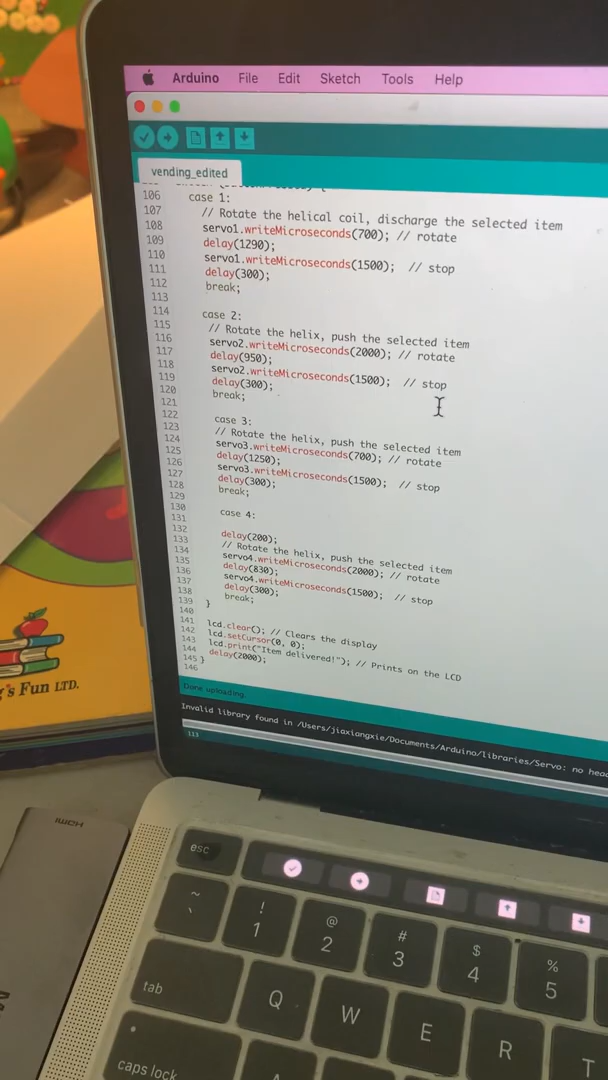 Arduino File Edit Sketch Tools Help
vending_edited
106 case 1:
107 // Rotate the helical coil, discharge the selected item
108 servo1.writeMicroseconds(700); // rotate
109 delay(1290);
110 servo1.writeMicroseconds(1500); // stop
111 delay(300);
112 break;
113
114 case 2:
115 // Rotate the helix, push the selected item
116 servo2.writeMicroseconds(2000); // rotate
117 delay(950);
118 servo2.writeMicroseconds(1500); // stop
119 delay(300);
120 break;
121
122 case 3:
123 // Rotate the helix, push the selected item
124 servo3.writeMicroseconds(700); // rotate
125 delay(1250);
126 servo3.writeMicroseconds(1500); // stop
127 delay(300);
128 break;
129
130 case 4:
131
132 delay(200);
133 // Rotate the helix, push the selected item
134 servo4.writeMicroseconds(2000); // rotate
135 delay(830);
136 servo4.writeMicroseconds(1500); // stop
137 delay(300);
138 break;
139 }
140
141 lcd.clear(); // Clears the display
142 lcd.setCursor(0, 0);
143 lcd.print("Item delivered!"); // Prints on the LCD
144 delay(2000);
145 }
146
Done uploading.
Invalid library found in /Users/jiaxiangxie/Documents/Arduino/libraries/Servo: no hea
113
g's Fun LTD.
HOMI
esc
~ ` ! 1 @ 2 # 3 $ 4 % 5
tab Q W E R T
caps lock